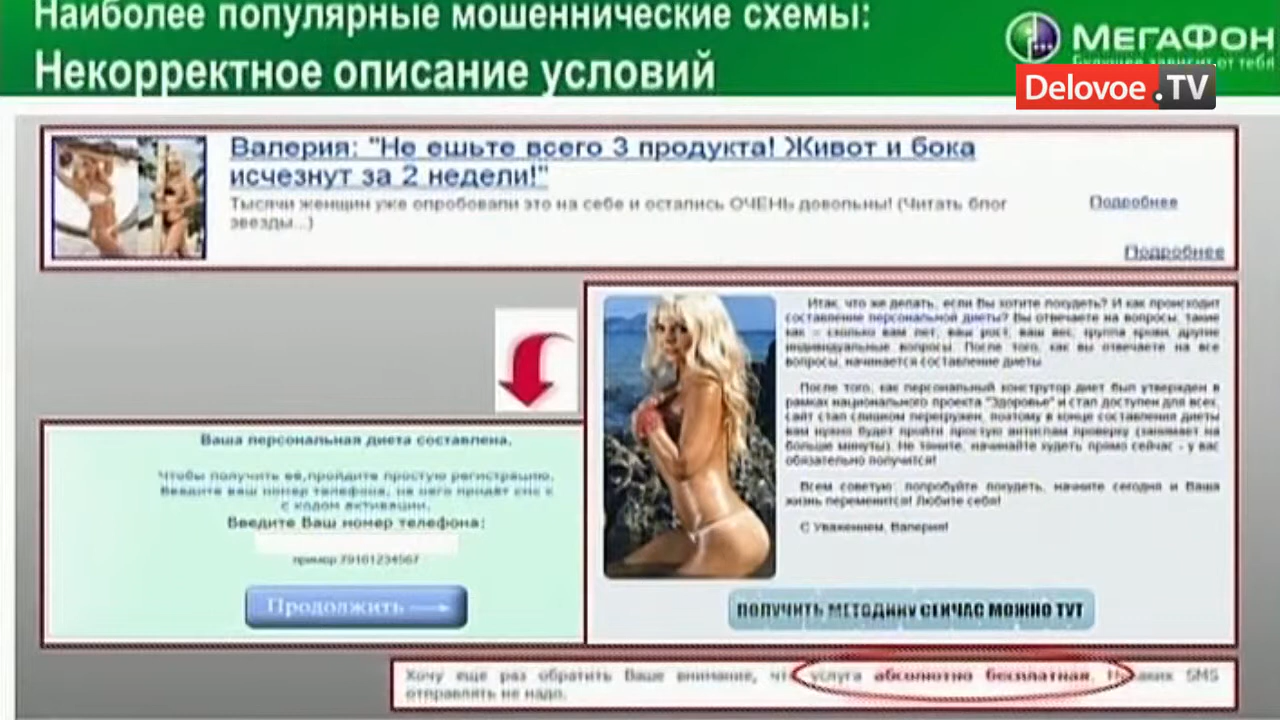 Наиболее популярные мошеннические схемы:
Некорректное описание условий
МЕГАФОН
Будущее зависит от тебя
Delovoe.TV
Валерия: "Не ешьте всего 3 продукта! Живот и бока
исчезнут за 2 недели!"
Тысячи женщин уже опробовали это на себе и остались ОЧЕНЬ довольны! (Читать блог
звезды...)
Подробнее
Подробнее
Итак, что же делать, если Вы хотите похудеть? И как происходит
составление персональной диеты? Вы отвечаете на вопросы, такие
как – сколько вам лет, ваш рост, ваш вес, группа крови, другие
индивидуальные вопросы. После того, как вы отвечаете на все
вопросы, начинается составление диеты.
После того, как персональный конструтор диет был утвержден в
рамках национального проекта "Здоровье" и стал доступен для всех,
сайт стал слишком перегружен, поэтому в конце составления диеты
вам нужно будет пройти простую антиспам проверку (занимает не
больше минуты). Не тяните, начинайте худеть прямо сейчас - у вас
обязательно получится!
Всем советую: попробуйте похудеть, начните сегодня и Ваша
жизнь переменится! Любите себя!
С Уважением, Валерия!
ПОЛУЧИТЬ МЕТОДИКУ СЕЙЧАС МОЖНО ТУТ
Ваша персональная диета составлена.
Чтобы получить её,пройдите простую регистрацию.
Введите ваш номер телефона, на него придёт смс с
с кодом активации.
Введите Ваш номер телефона:
пример 79161234567
Продолжить
Хочу еще раз обратить Ваше внимание, что услуга абсолютно бесплатная. Никаких SMS
отправлять не надо.